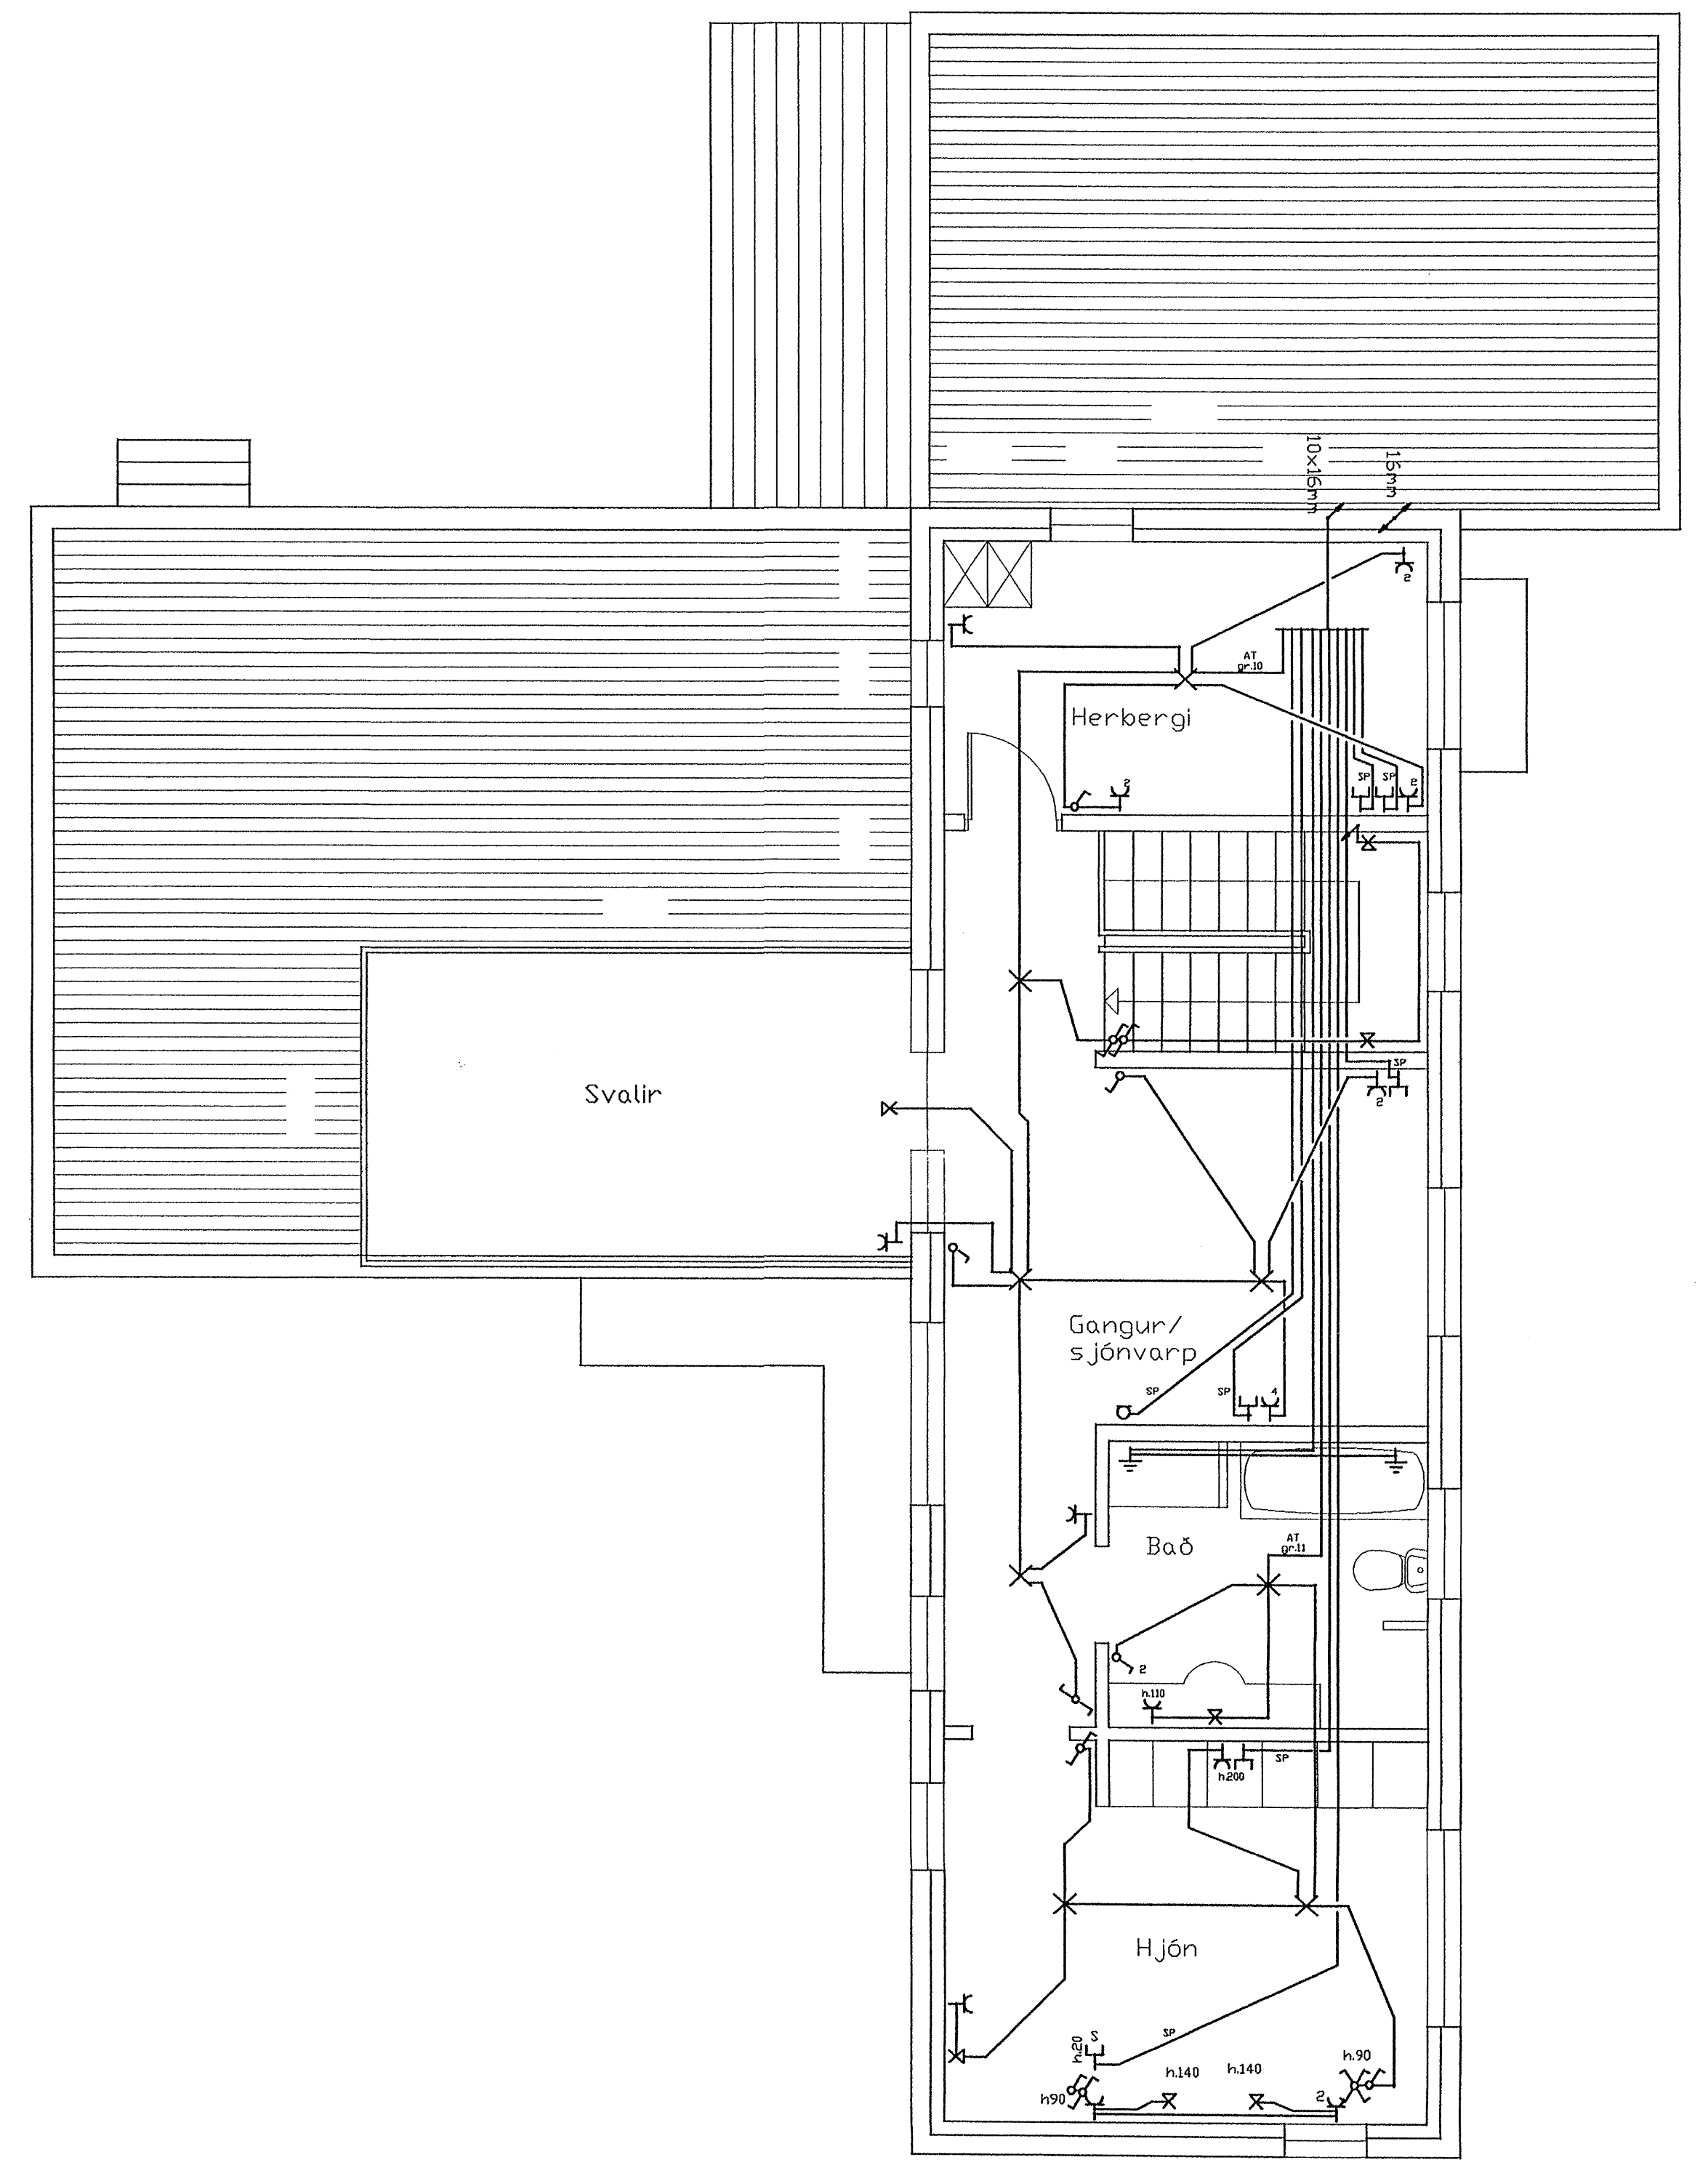 10x16mm
16mm
2
AT
gr.10
Herbergi
2
SP
SP
2
SP
2
Svalir
Gangur/
sjónvarp
SP
SP
4
Bað
AT
gr.11
2
h.110
SP
h.200
Hjón
SP
h.20
S
h.140
h.140
h.90
h90
2